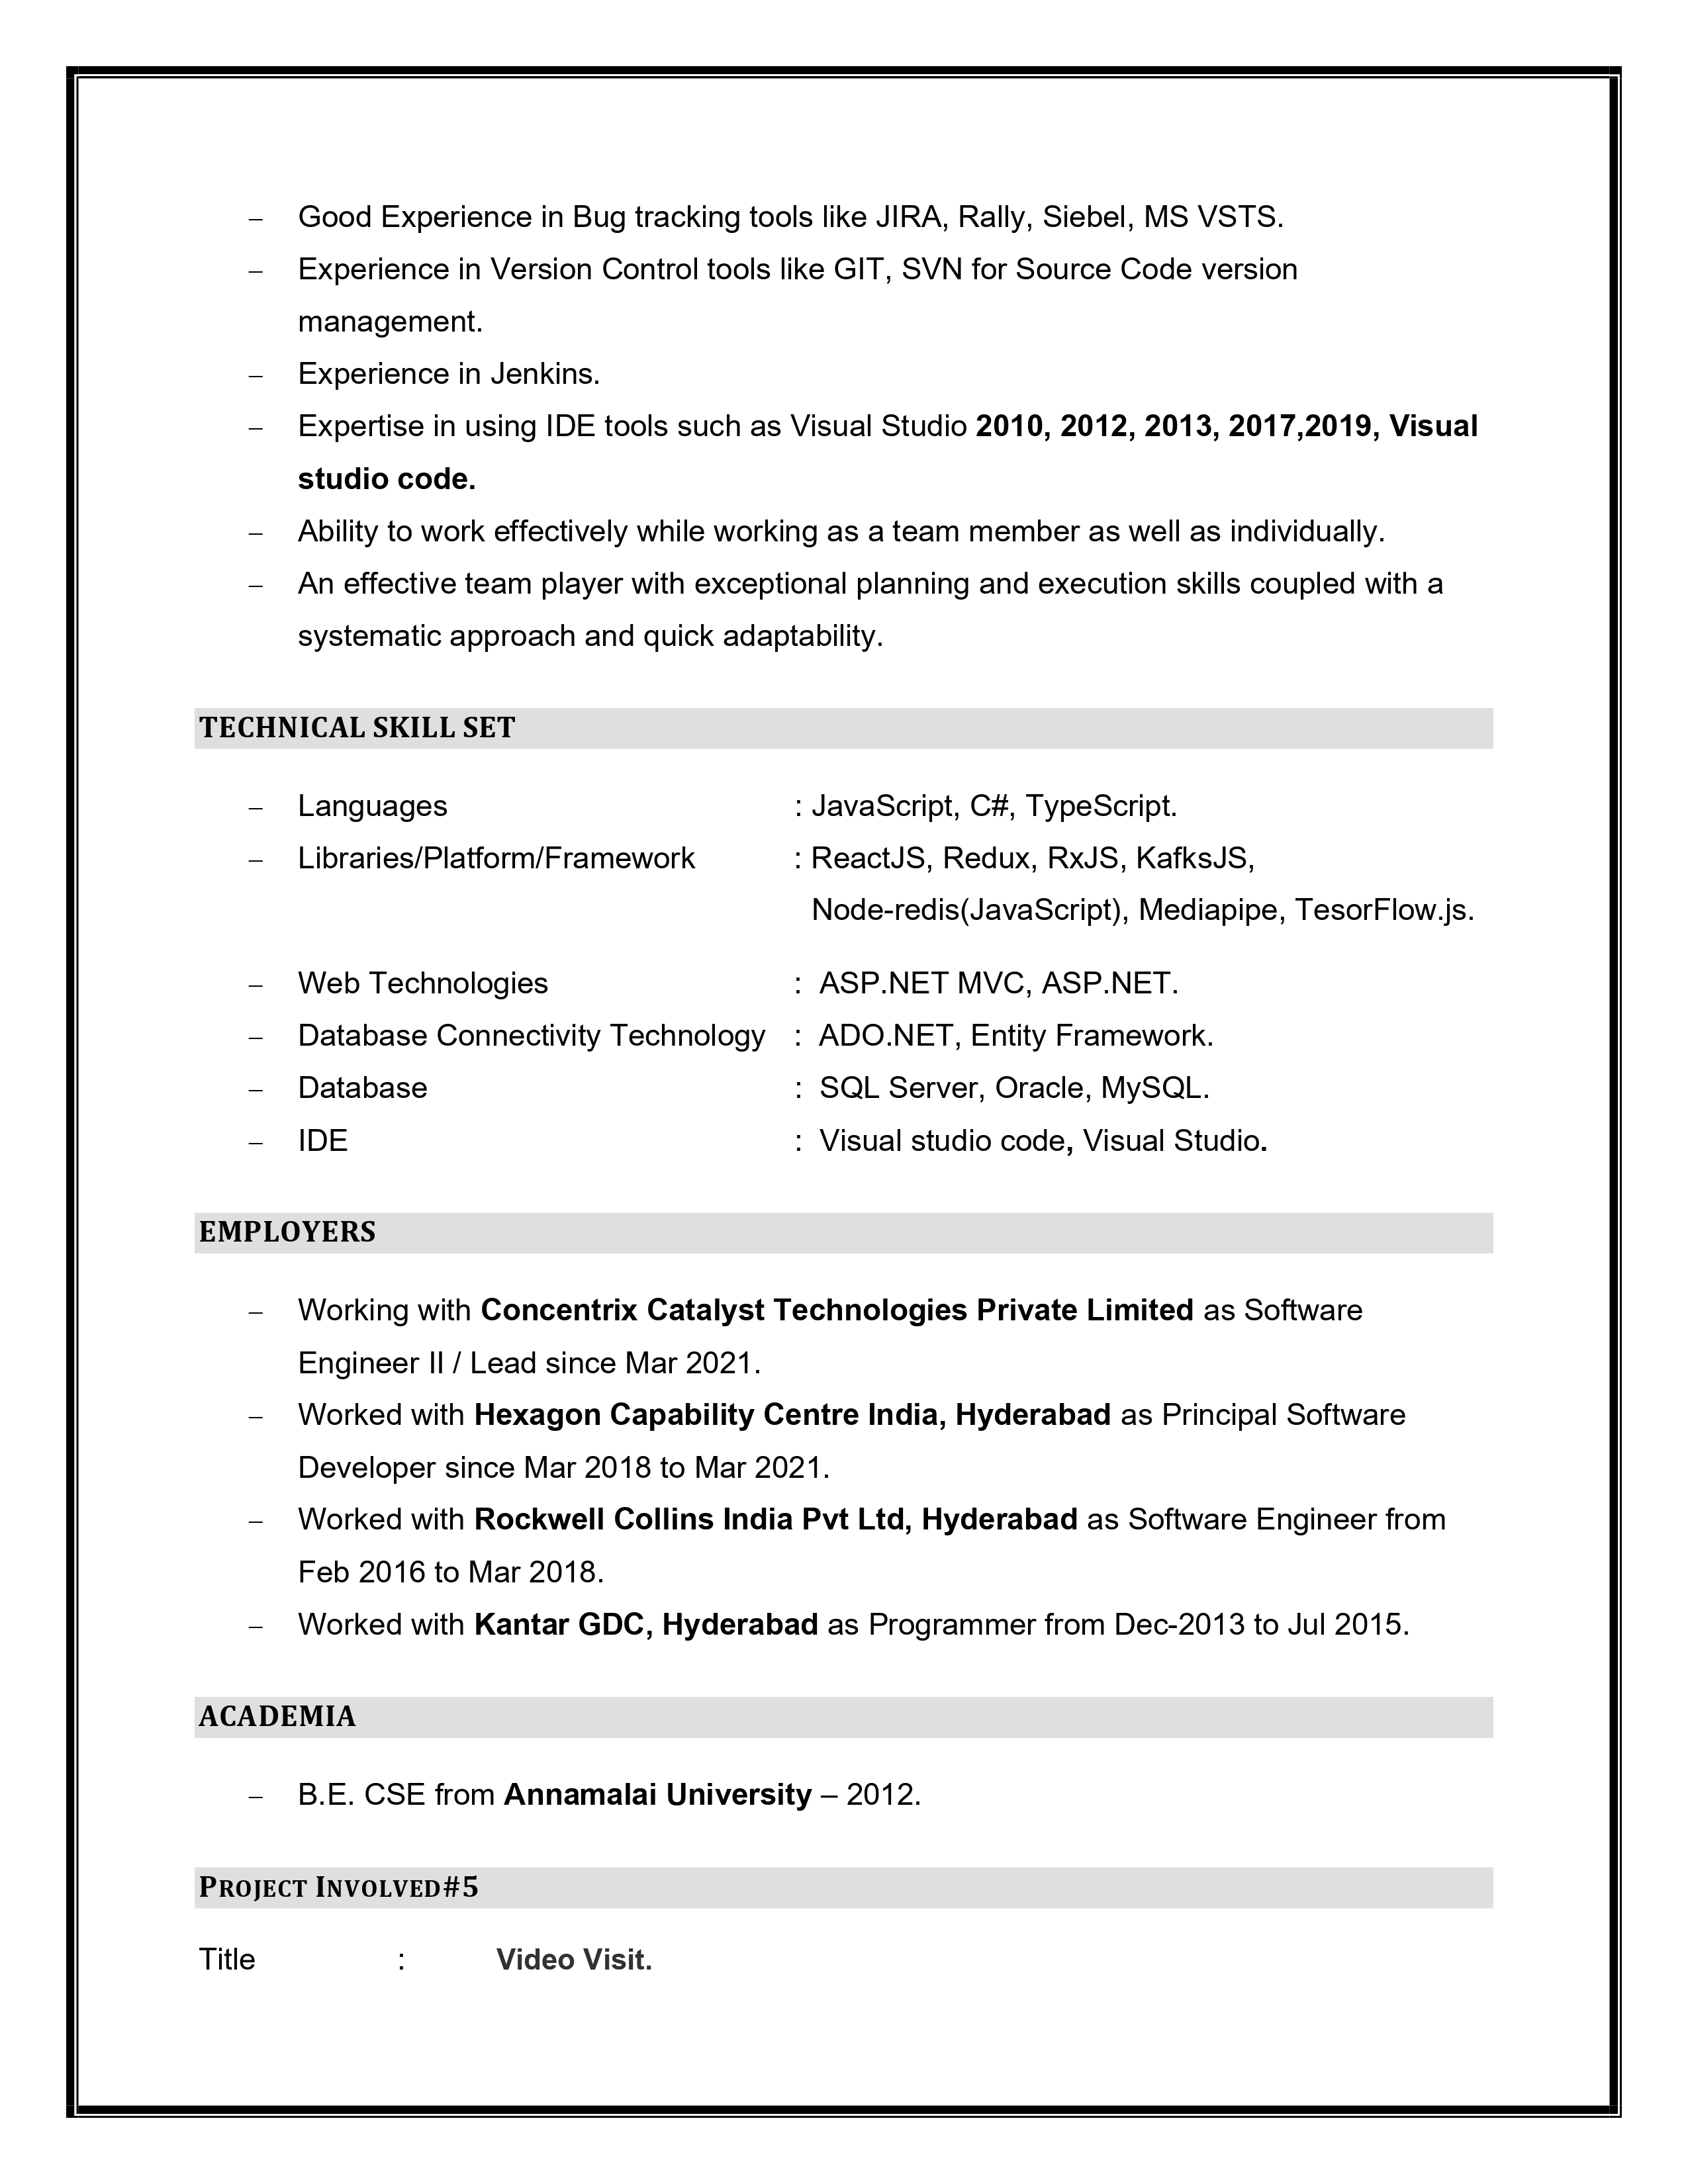 – Good Experience in Bug tracking tools like JIRA, Rally, Siebel, MS VSTS.
– Experience in Version Control tools like GIT, SVN for Source Code version
management.
– Experience in Jenkins.
– Expertise in using IDE tools such as Visual Studio 2010, 2012, 2013, 2017,2019, Visual
studio code.
– Ability to work effectively while working as a team member as well as individually.
– An effective team player with exceptional planning and execution skills coupled with a
systematic approach and quick adaptability.
TECHNICAL SKILL SET
– Languages : JavaScript, C#, TypeScript.
– Libraries/Platform/Framework : ReactJS, Redux, RxJS, KafksJS,
Node-redis(JavaScript), Mediapipe, TesorFlow.js.
– Web Technologies : ASP.NET MVC, ASP.NET.
– Database Connectivity Technology : ADO.NET, Entity Framework.
– Database : SQL Server, Oracle, MySQL.
– IDE : Visual studio code, Visual Studio.
EMPLOYERS
– Working with Concentrix Catalyst Technologies Private Limited as Software
Engineer II / Lead since Mar 2021.
– Worked with Hexagon Capability Centre India, Hyderabad as Principal Software
Developer since Mar 2018 to Mar 2021.
– Worked with Rockwell Collins India Pvt Ltd, Hyderabad as Software Engineer from
Feb 2016 to Mar 2018.
– Worked with Kantar GDC, Hyderabad as Programmer from Dec-2013 to Jul 2015.
ACADEMIA
– B.E. CSE from Annamalai University – 2012.
PROJECT INVOLVED#5
Title : Video Visit.